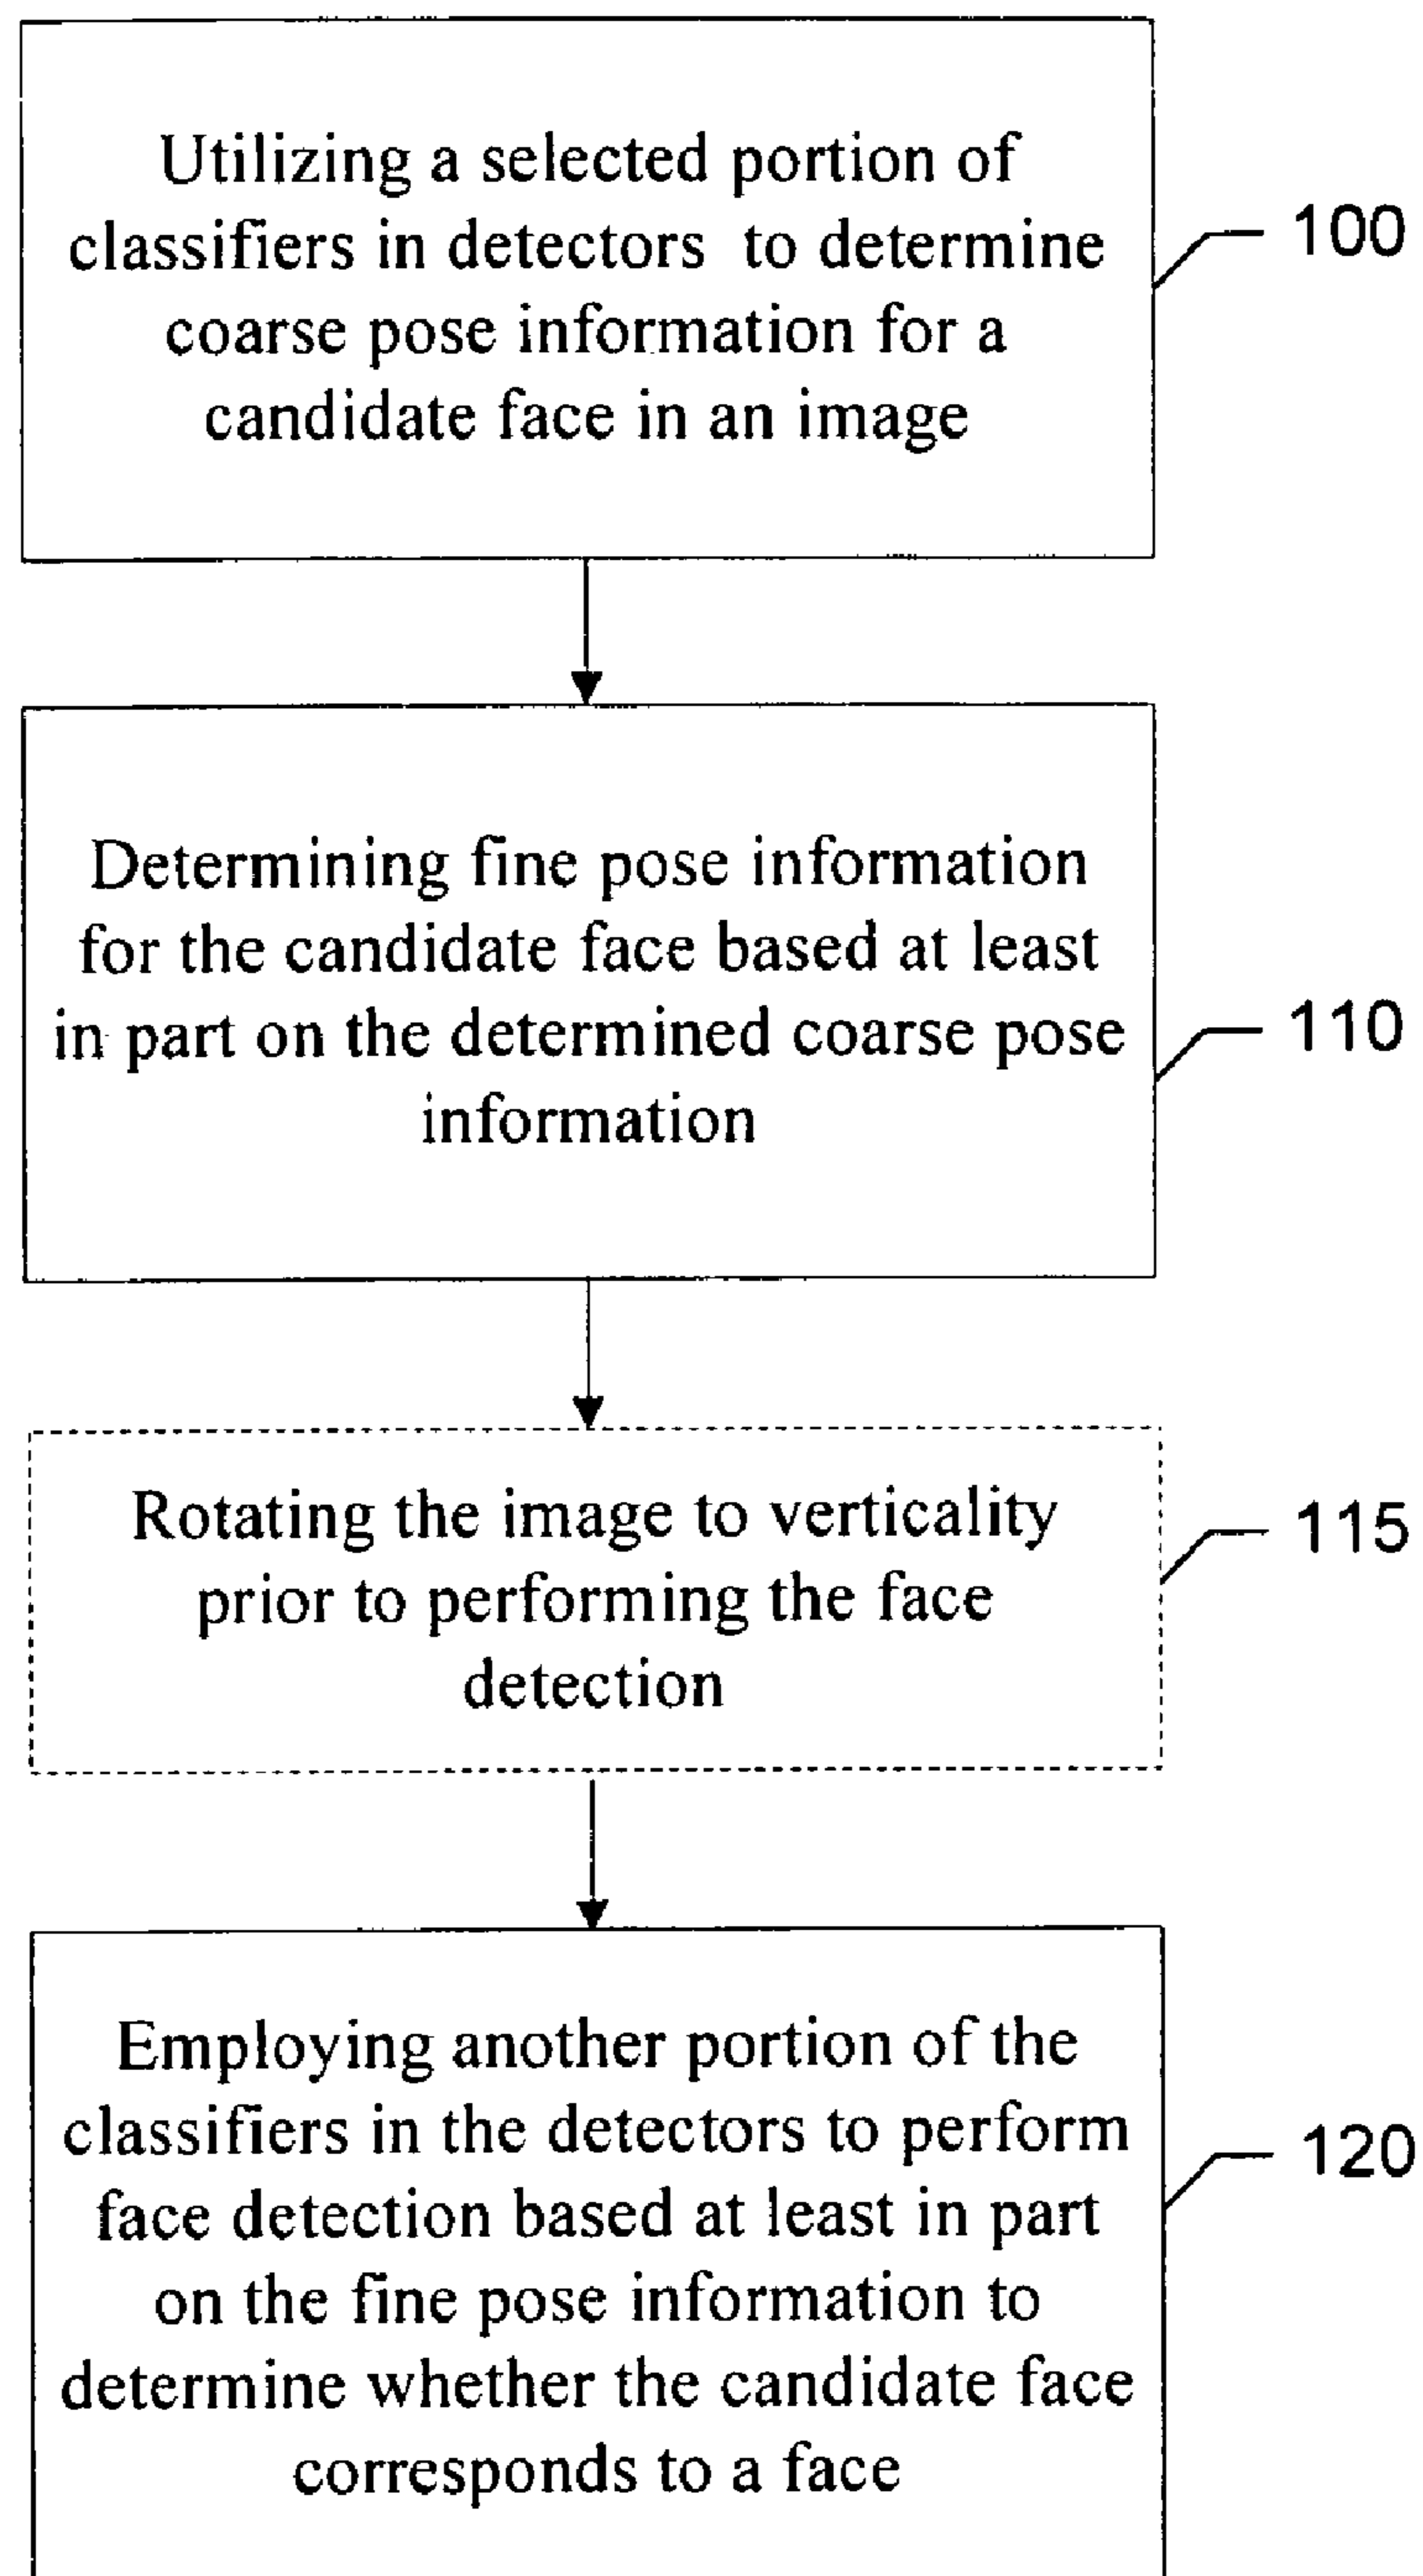 Utilizing a selected portion of
classifiers in detectors to determine
coarse pose information for a
candidate face in an image
100
Determining fine pose information
for the candidate face based at least
in part on the determined coarse pose
information
110
Rotating the image to verticality
prior to performing the face
detection
115
Employing another portion of the
classifiers in the detectors to perform
face detection based at least in part
on the fine pose information to
determine whether the candidate face
corresponds to a face
120